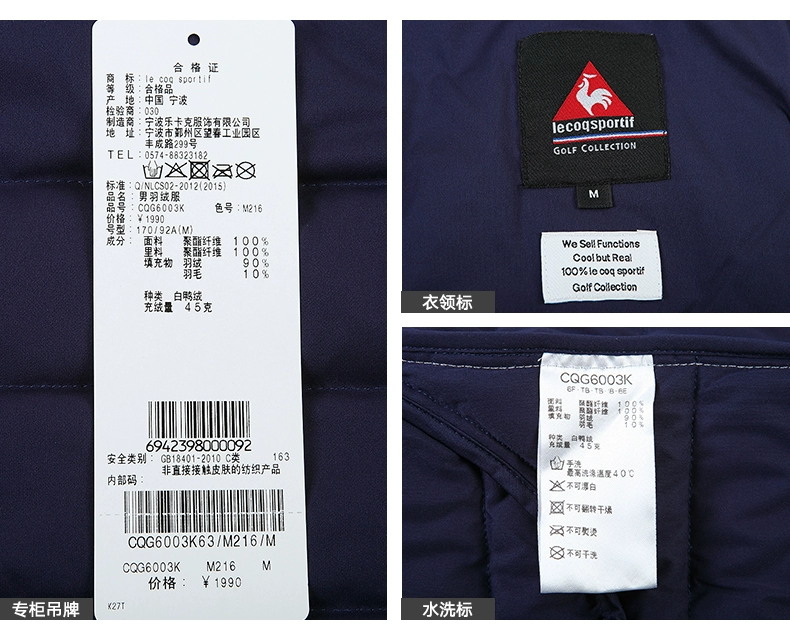 合格证
商 标:le coq sportif
等 级:合格品
产 地:中国 宁波
检验商:030
制造商:宁波乐卡克服饰有限公司
地 址:宁波市鄞州区望春工业园区
丰成路299号
TEL:0574-88323182
标准:Q/NLCS02-2012(2015)
品名:男羽绒服
品号:CQG6003K 色号:M216
价格:¥1990
号型:170/92A(M)
成分: 面料 聚酯纤维 100%
里料 聚酯纤维 100%
填充物 羽绒 90%
羽毛 10%
种类 白鸭绒
充绒量 45克
6942398000092
安全类别: GB18401-2010 C类 163
非直接接触皮肤的纺织产品
内部码:
CQG6003K63/M216/M
CQG6003K M216 M
价格: ¥1990
K27T
专柜吊牌
lecoqsportif
GOLF COLLECTION
M
We Sell Functions
Cool but Real
100% le coq sportif
Golf Collection
衣领标
CQG6003K
面料 聚酯纤维 100%
里料 聚酯纤维 100%
填充物 羽绒 90%
羽毛 10%
种类 白鸭绒
充绒量 45克
手洗
最高洗涤温度40℃
不可漂白
不可翻转干燥
不可熨烫
不可干洗
水洗标